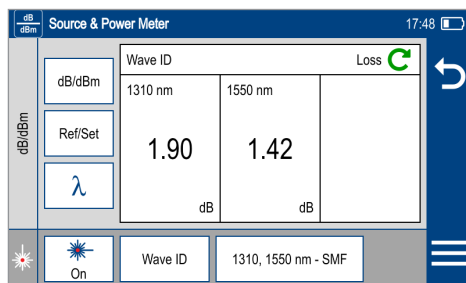 dB
dBm
Source & Power Meter
17:48
Wave ID
Loss
dB/dBm
1310 nm
1550 nm
dB/dBm
Ref/Set
1.90
1.42
λ
dB
dB
On
Wave ID
1310, 1550 nm - SMF